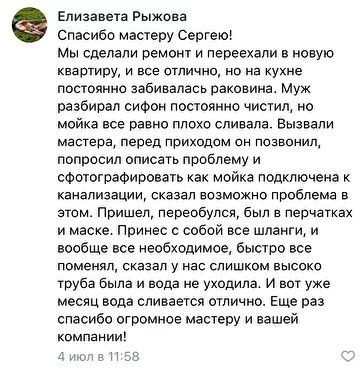 Елизавета Рыжова
Спасибо мастеру Сергею!
Мы сделали ремонт и переехали в новую
квартиру, и все отлично, но на кухне
постоянно забивалась раковина. Муж
разбирал сифон постоянно чистил, но
мойка все равно плохо сливала. Вызвали
мастера, перед приходом он позвонил,
попросил описать проблему и
сфотографировать как мойка подключена к
канализации, сказал возможно проблема в
этом. Пришел, переобулся, был в перчатках
и маске. Принес с собой все шланги, и
вообще все необходимое, быстро все
поменял, сказал у нас слишком высоко
труба была и вода не уходила. И вот уже
месяц вода сливается отлично. Еще раз
спасибо огромное мастеру и вашей
компании!
4 июл в 11:58